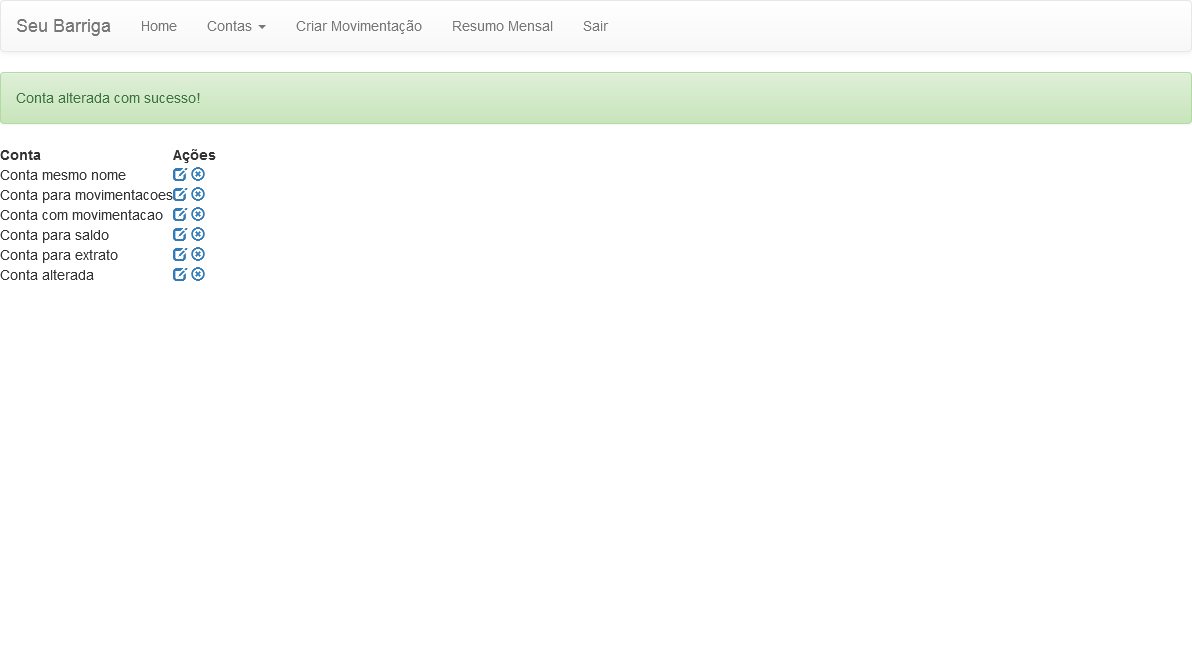 Seu Barriga Home Contas Criar Movimentação Resumo Mensal Sair
Conta alterada com sucesso!
Conta Ações
Conta mesmo nome
Conta para movimentacoes
Conta com movimentacao
Conta para saldo
Conta para extrato
Conta alterada